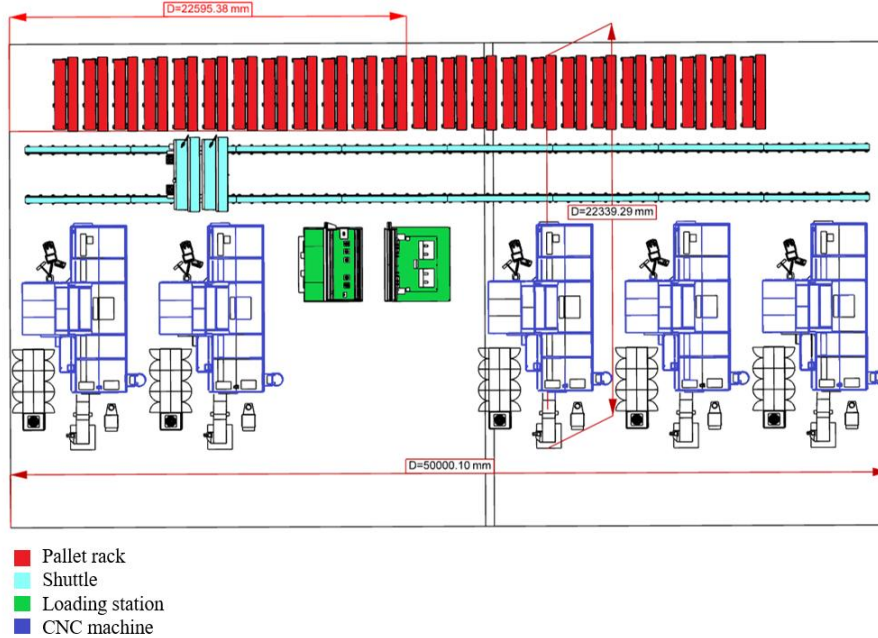 D=22595.38 mm
D=22339.29 mm
D=50000.10 mm
Pallet rack
Shuttle
Loading station
CNC machine